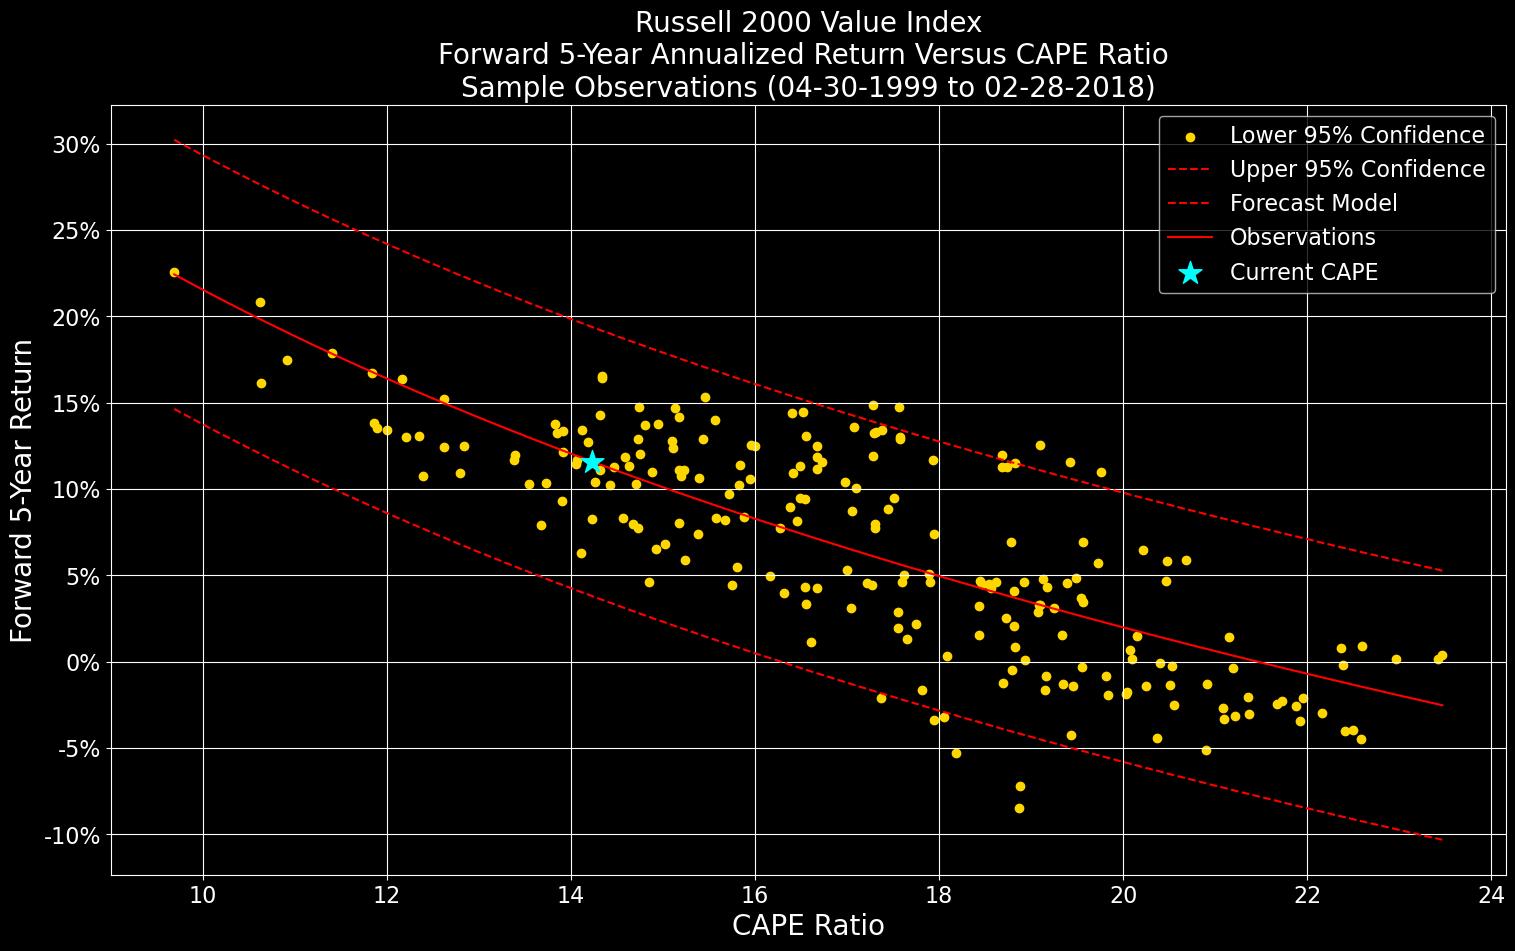 Russell 2000 Value Index
Forward 5-Year Annualized Return Versus CAPE Ratio
Sample Observations (04-30-1999 to 02-28-2018)
Lower 95% Confidence
Upper 95% Confidence
Forecast Model
Observations
Current CAPE
Forward 5-Year Return
30%
25%
20%
15%
10%
5%
0%
-5%
-10%
10 12 14 16 18 20 22 24
CAPE Ratio